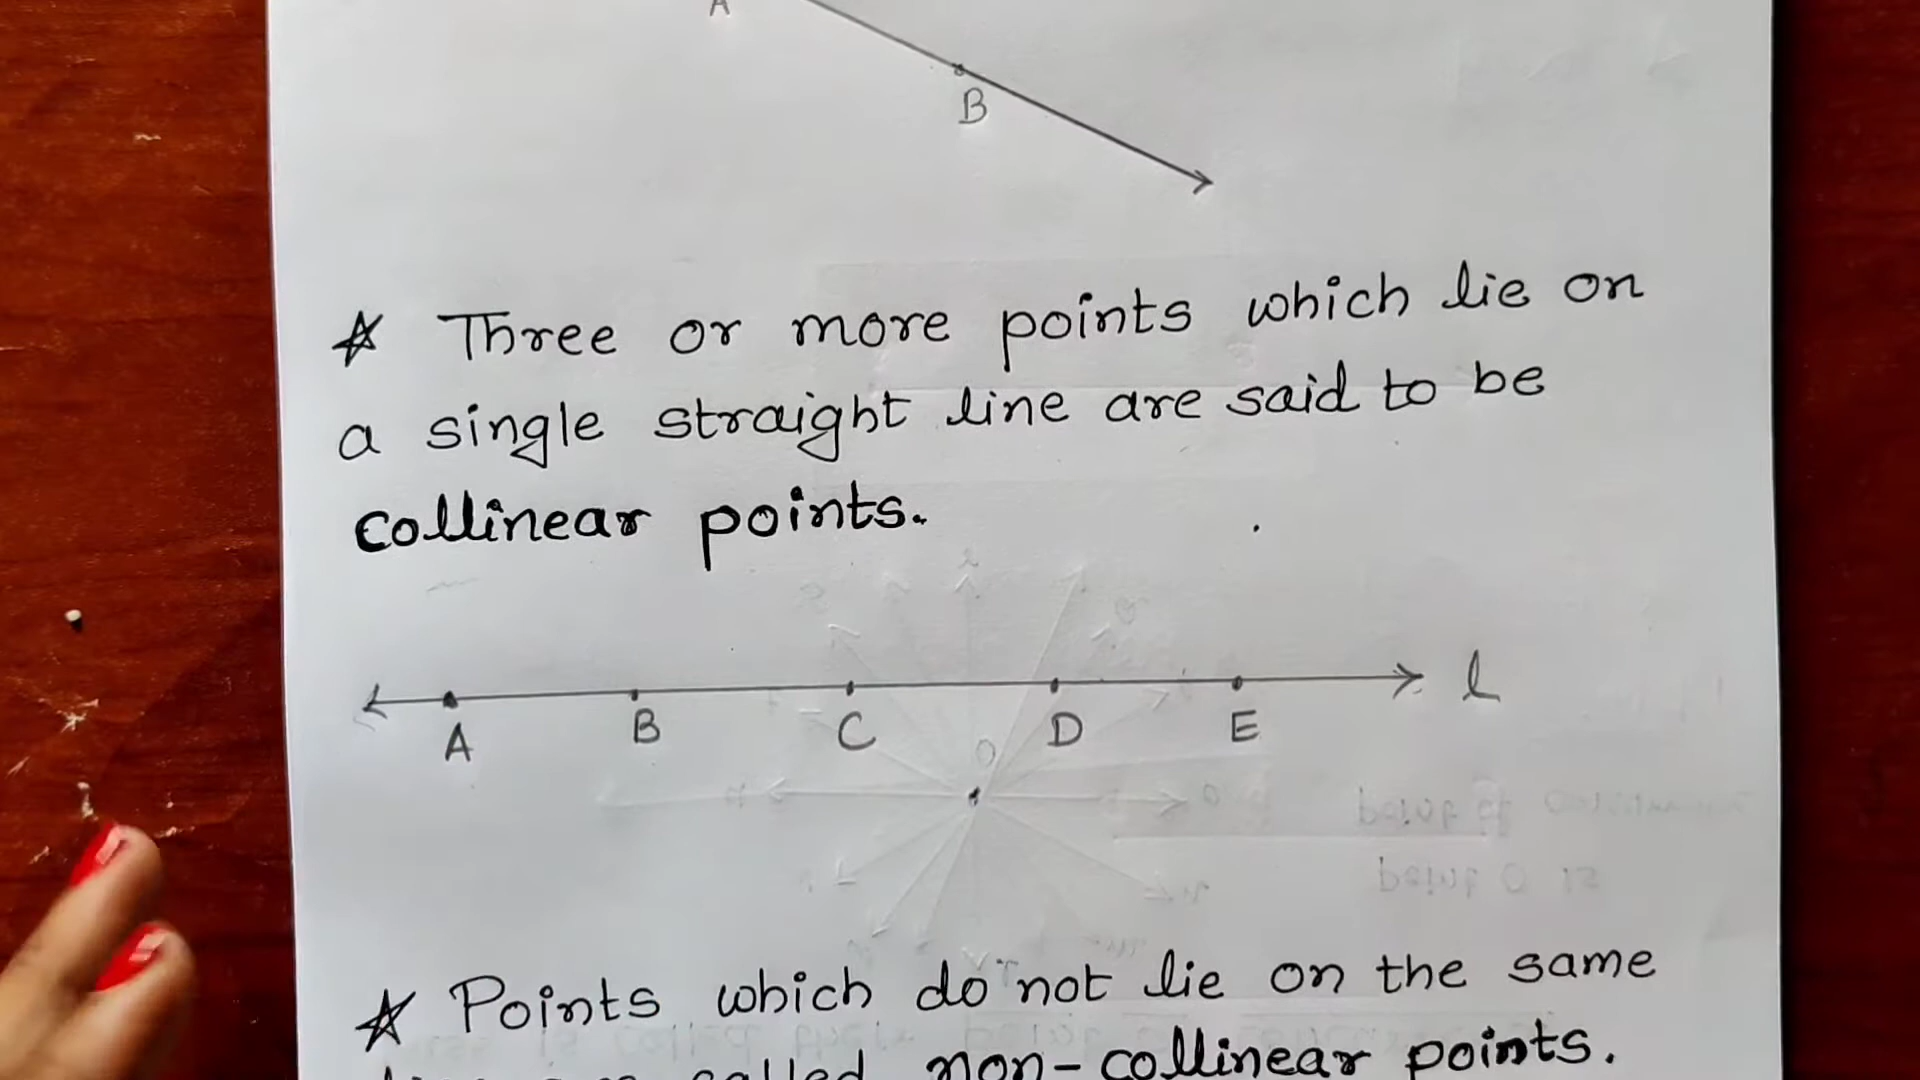 A
B
☆ Three or more points which lie on
a single straight line are said to be
collinear points.
l
A B C D E
O
☆ Points which do not lie on the same
called non-collinear points.